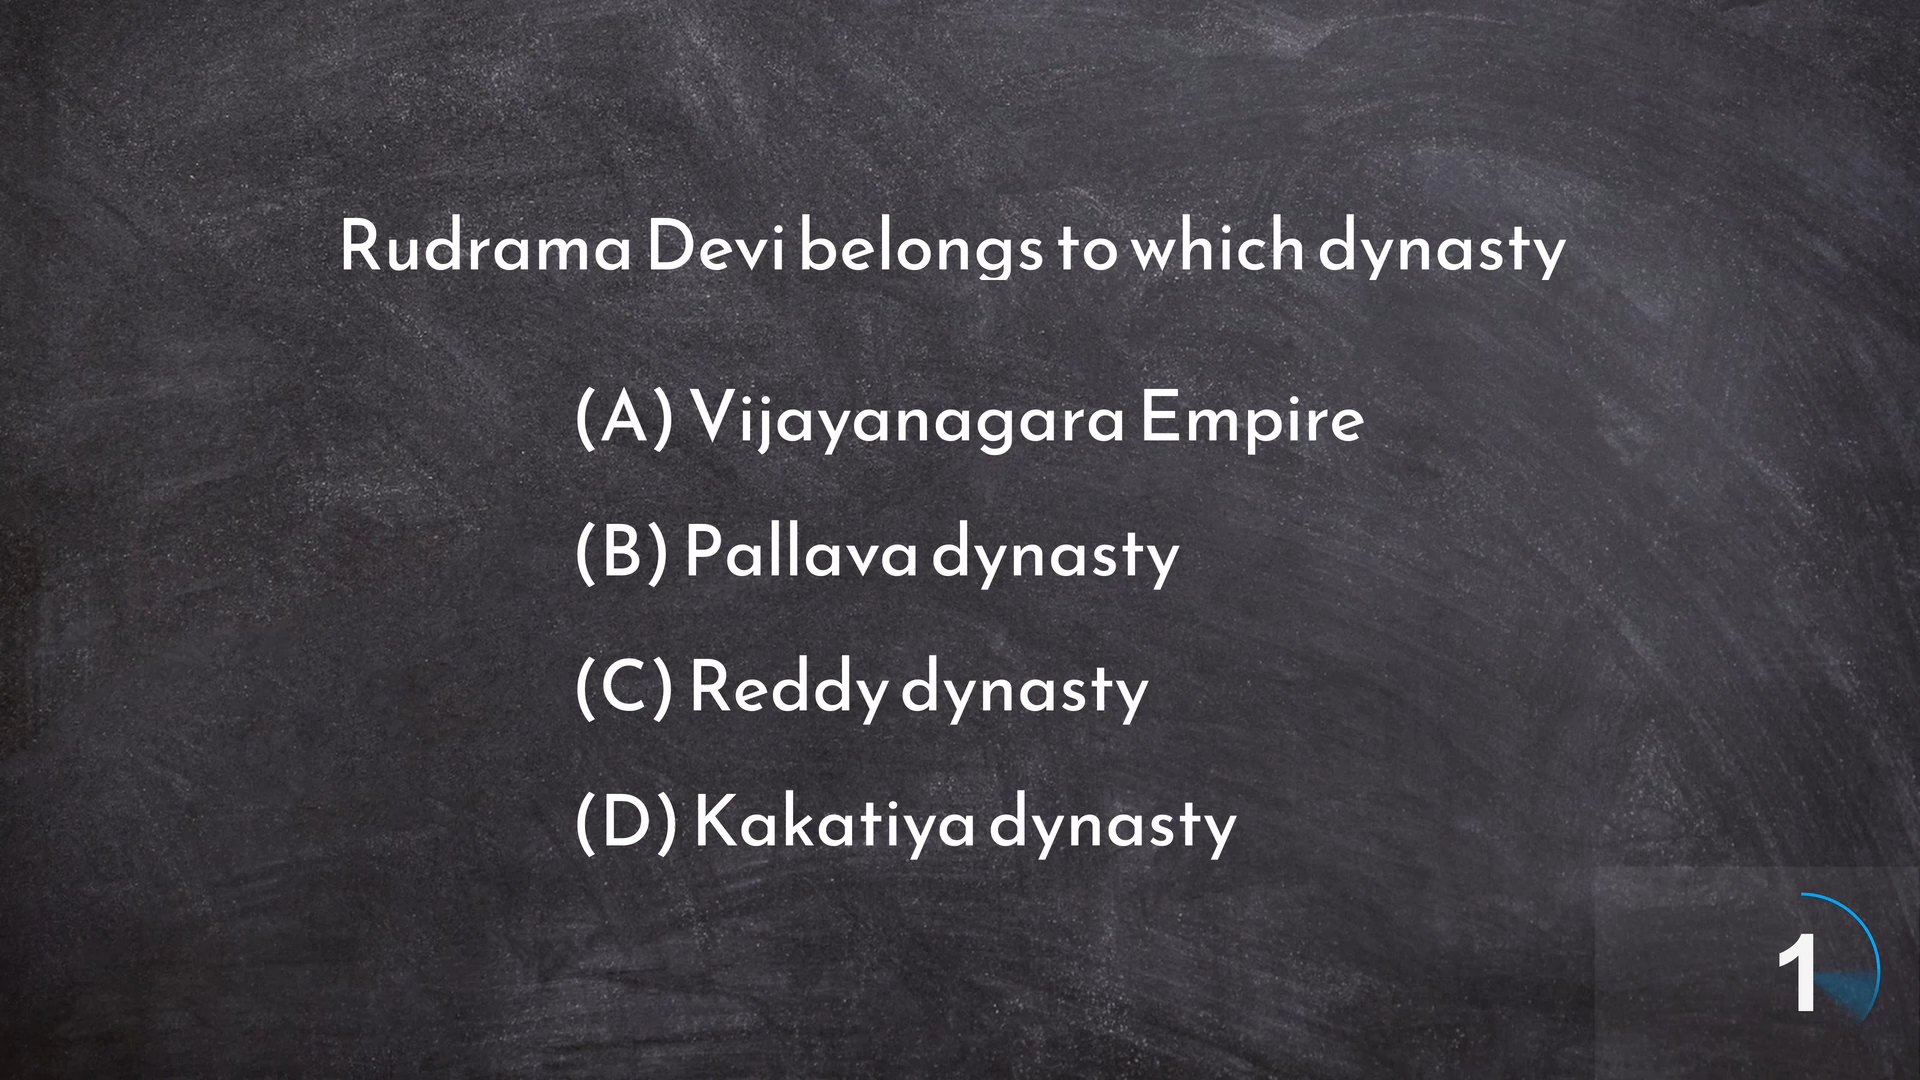 Rudrama Devi belongs to which dynasty
(A) Vijayanagara Empire
(B) Pallava dynasty
(C) Reddy dynasty
(D) Kakatiya dynasty
1